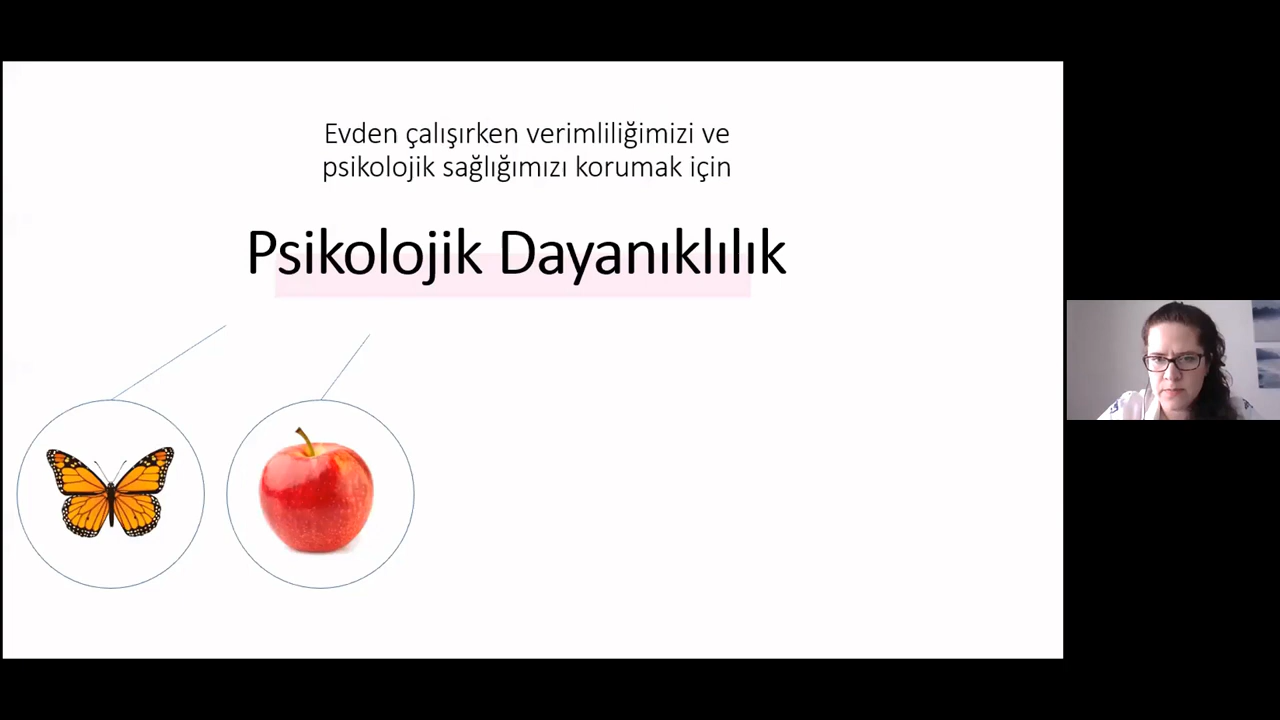 Evden çalışırken verimliliğimizi ve
psikolojik sağlığımızı korumak için
Psikolojik Dayanıklılık